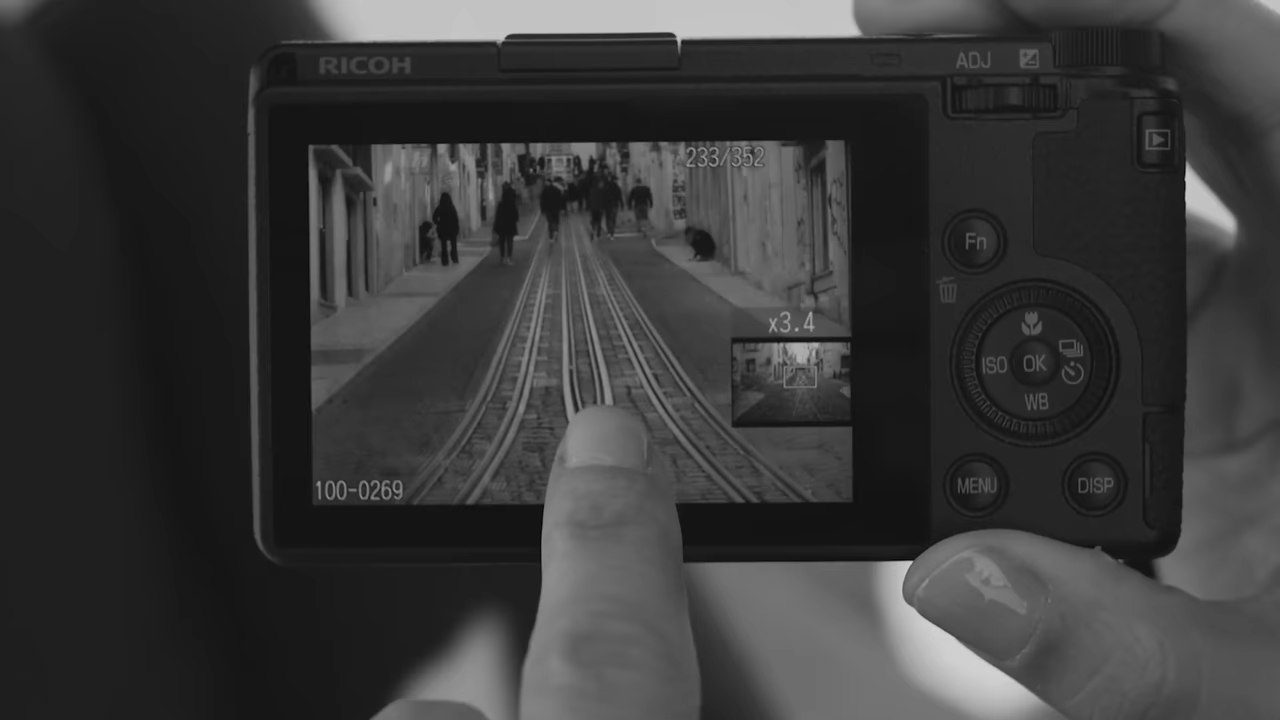 RICOH
ADJ
233/352
Fn
x3.4
ISO
OK
WB
100-0269
MENU
DISP